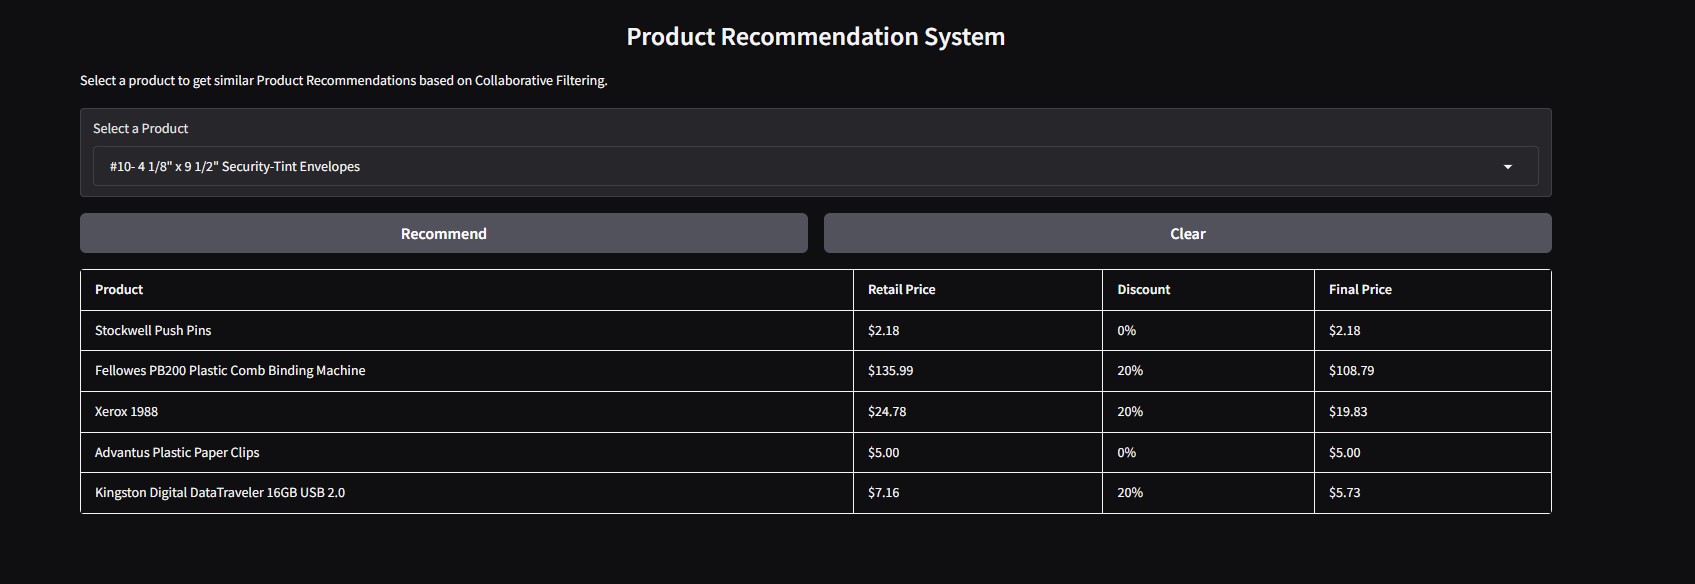 Product Recommendation System
Select a product to get similar Product Recommendations based on Collaborative Filtering.
Select a Product
#10- 4 1/8" x 9 1/2" Security-Tint Envelopes
Recommend Clear
Product Retail Price Discount Final Price
Stockwell Push Pins $2.18 0% $2.18
Fellowes PB200 Plastic Comb Binding Machine $135.99 20% $108.79
Xerox 1988 $24.78 20% $19.83
Advantus Plastic Paper Clips $5.00 0% $5.00
Kingston Digital DataTraveler 16GB USB 2.0 $7.16 20% $5.73